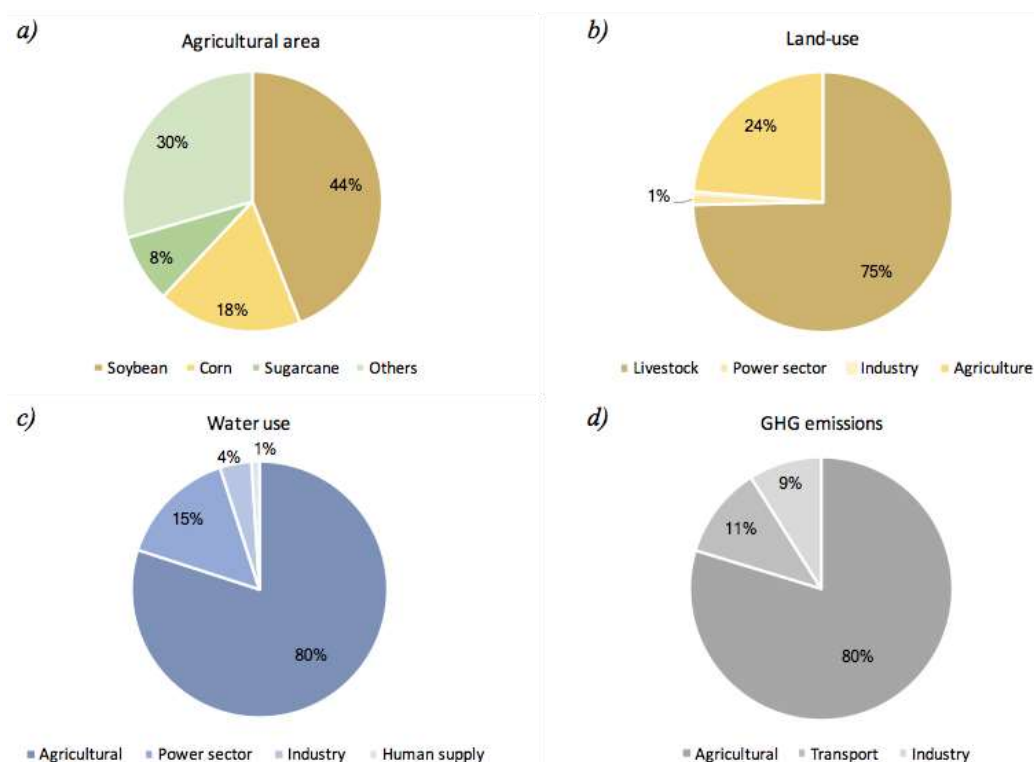 a)
Agricultural area
30%
44%
8%
18%
Soybean Corn Sugarcane Others
b)
Land-use
24%
1%
75%
Livestock Power sector Industry Agriculture
c)
Water use
4% 1%
15%
80%
Agricultural Power sector Industry Human supply
d)
GHG emissions
9%
11%
80%
Agricultural Transport Industry